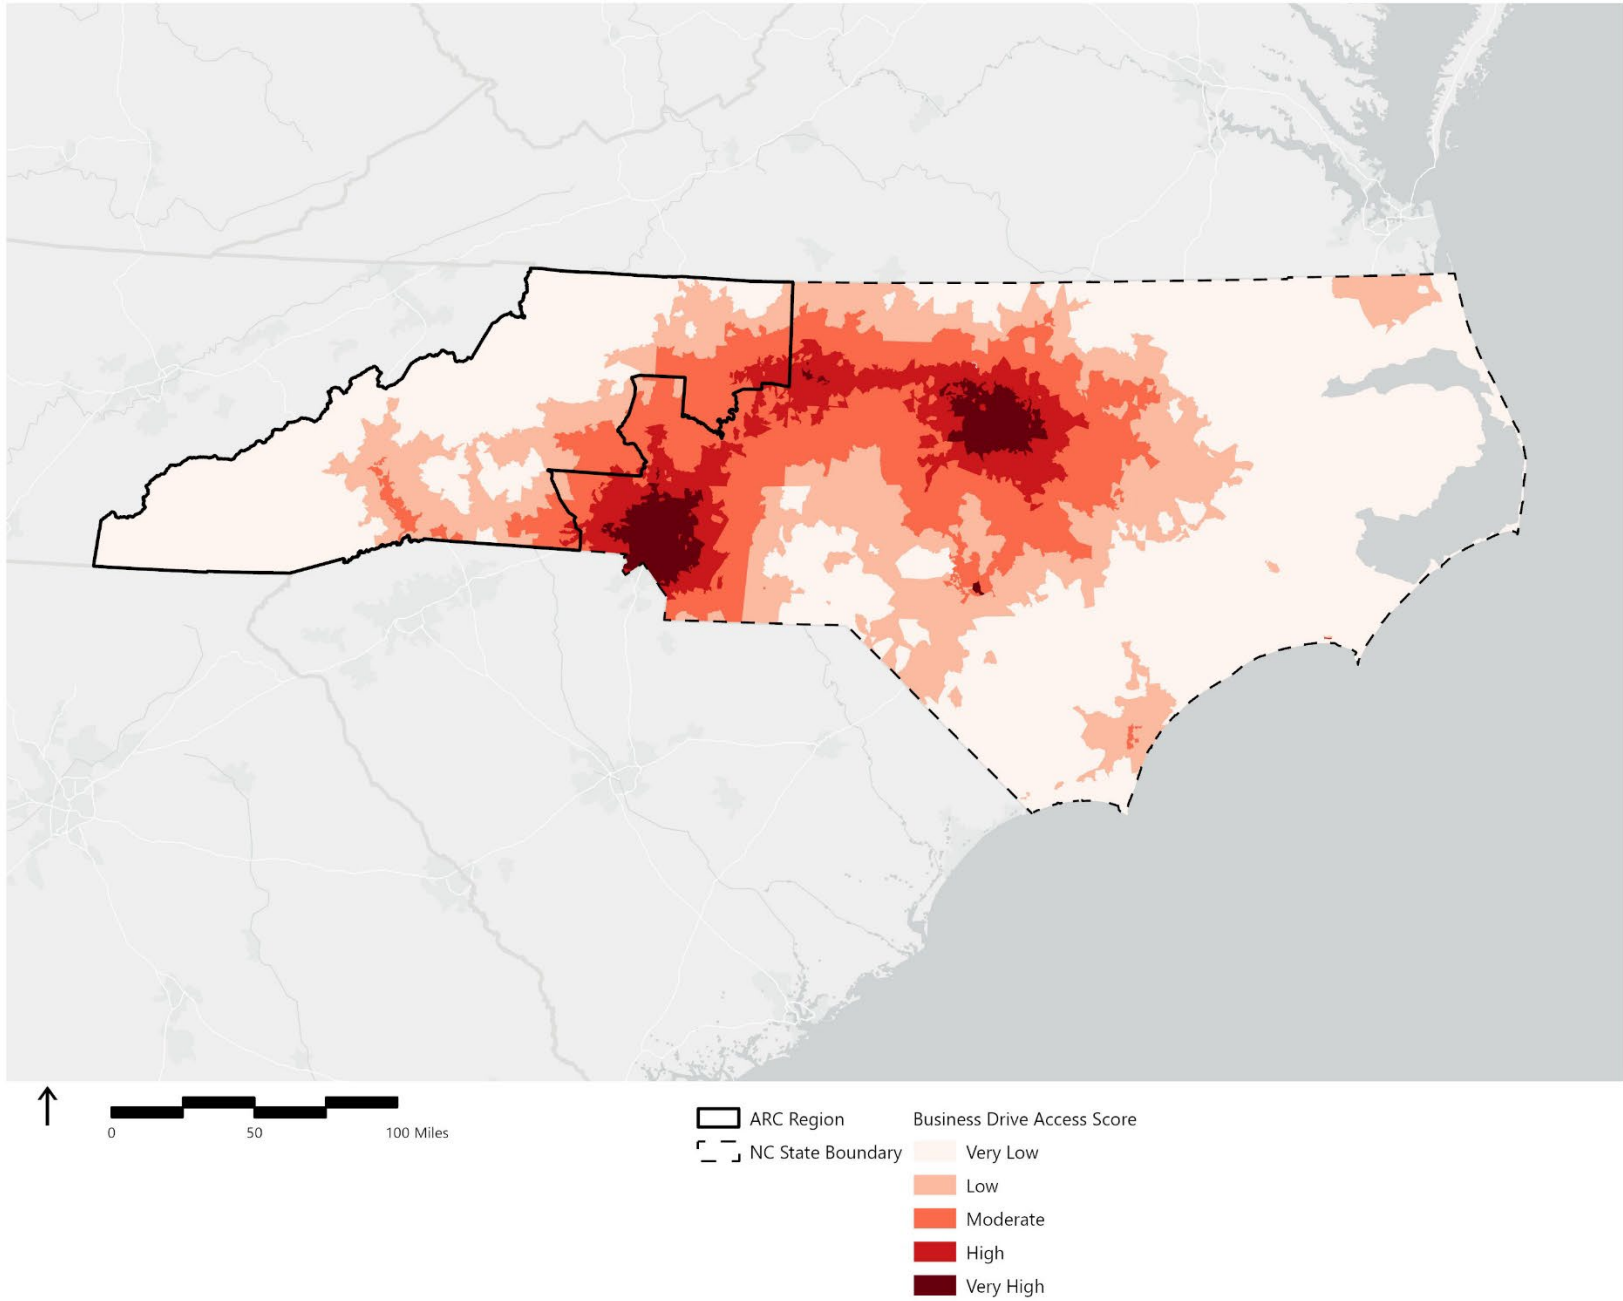 0 50 100 Miles
ARC Region
NC State Boundary
Business Drive Access Score
Very Low
Low
Moderate
High
Very High